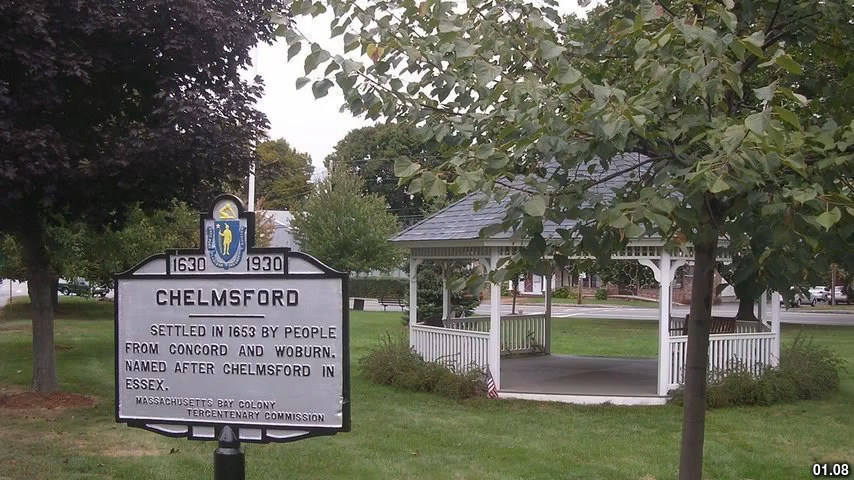 1630 1930
CHELMSFORD
SETTLED IN 1653 BY PEOPLE
FROM CONCORD AND WOBURN.
NAMED AFTER CHELMSFORD IN
ESSEX.
MASSACHUSETTS BAY COLONY
TERCENTENARY COMMISSION
01.08